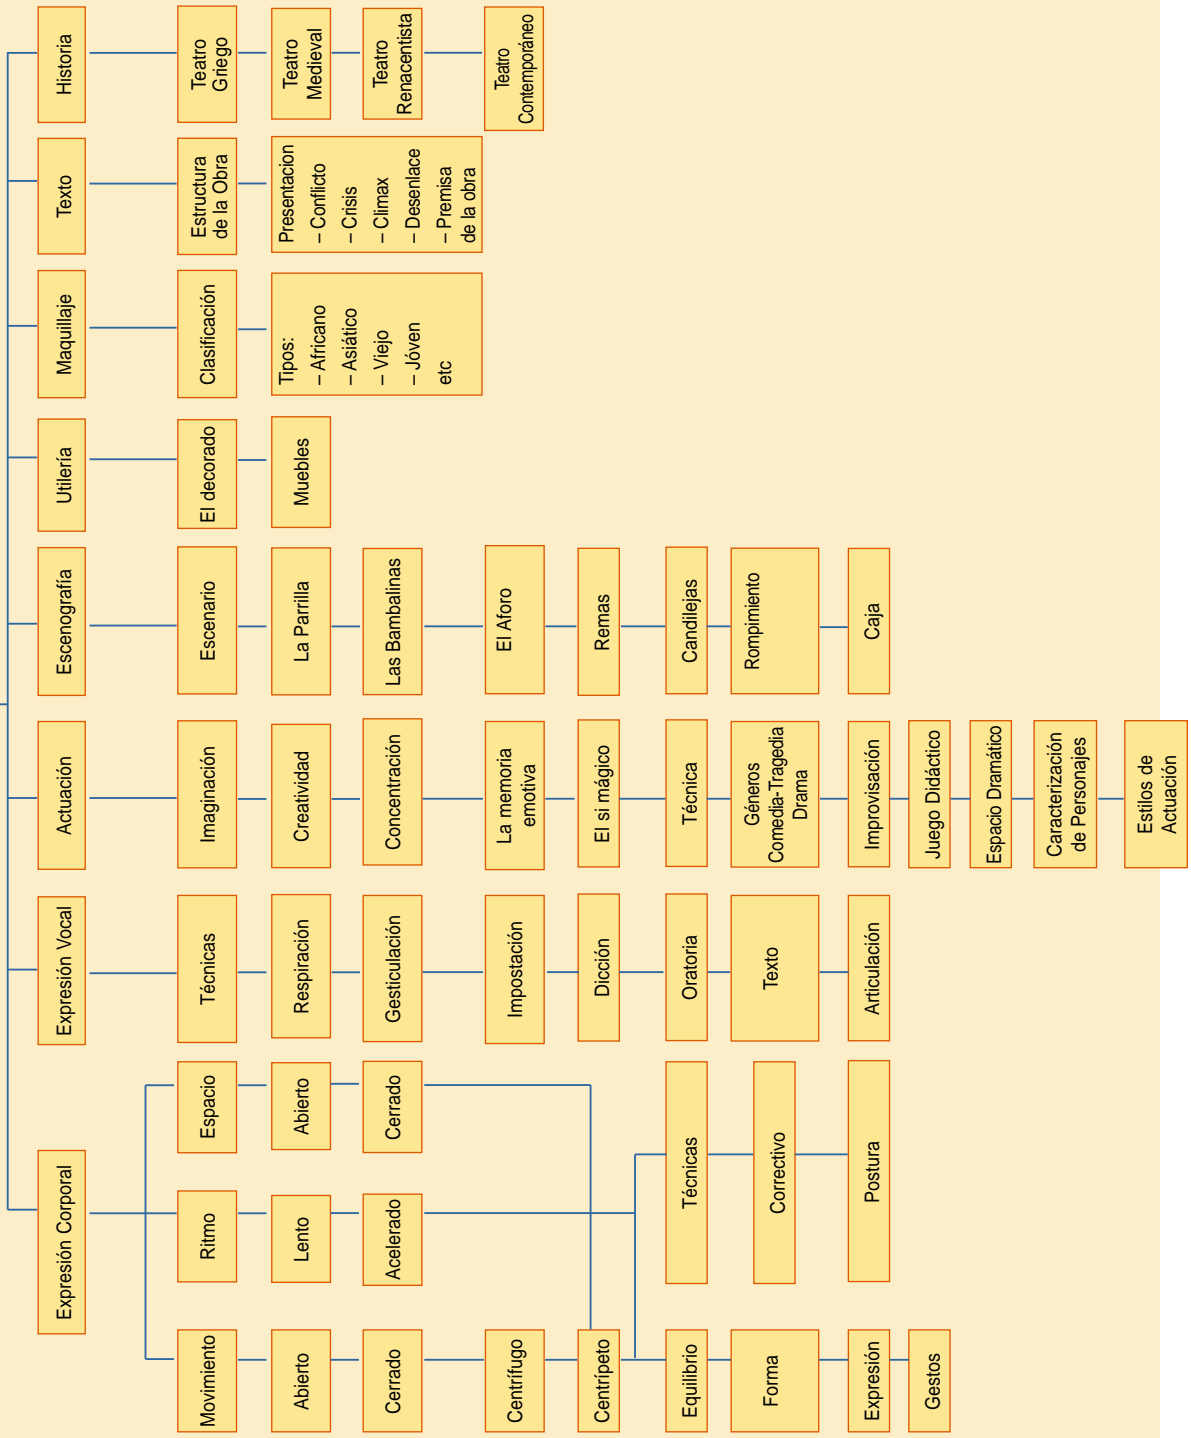 Expresión Corporal
Movimiento
Abierto
Cerrado
Centrífugo
Centrípeto
Equilibrio
Forma
Expresión
Gestos
Ritmo
Lento
Acelerado
Espacio
Abierto
Cerrado
Técnicas
Correctivo
Postura
Expresión Vocal
Técnicas
Respiración
Gesticulación
Impostación
Dicción
Oratoria
Texto
Articulación
Actuación
Imaginación
Creatividad
Concentración
La memoria
emotiva
El si mágico
Técnica
Géneros
Comedia-Tragedia
Drama
Improvisación
Juego Didáctico
Espacio Dramático
Caracterización
de Personajes
Estilos de
Actuación
Escenografía
Escenario
La Parrilla
Las Bambalinas
El Aforo
Remas
Candilejas
Rompimiento
Caja
Utilería
El decorado
Muebles
Maquillaje
Clasificación
Tipos:
– Africano
– Asiático
– Viejo
– Jóven
etc
Texto
Estructura
de la Obra
Presentacion
– Conflicto
– Crisis
– Climax
– Desenlace
– Premisa
de la obra
Historia
Teatro
Griego
Teatro
Medieval
Teatro
Renacentista
Teatro
Contemporáneo